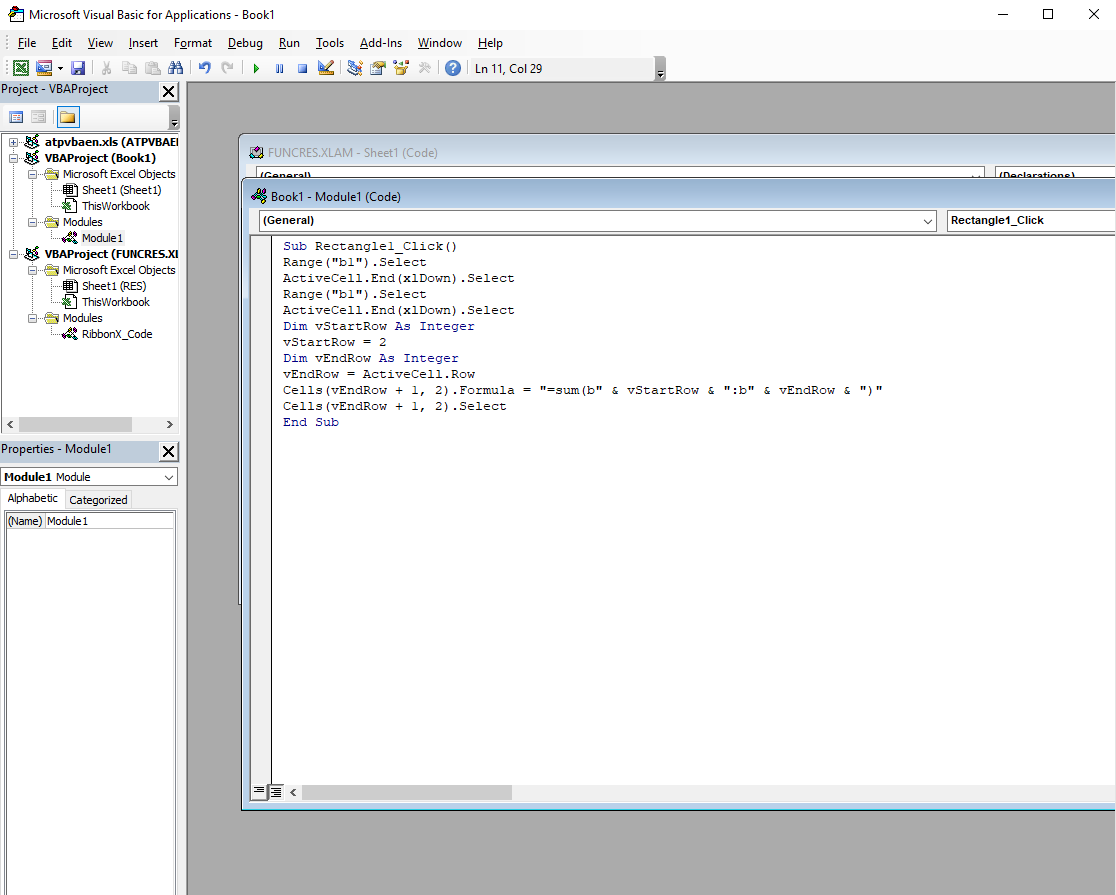 Microsoft Visual Basic for Applications - Book1
File Edit View Insert Format Debug Run Tools Add-Ins Window Help
Ln 11, Col 29
Project - VBAProject
atpvbaen.xls (ATPVBAE
VBAProject (Book1)
Microsoft Excel Objects
Sheet1 (Sheet1)
ThisWorkbook
Modules
Module1
VBAProject (FUNCRES.X
Microsoft Excel Objects
Sheet1 (RES)
ThisWorkbook
Modules
RibbonX_Code
Properties - Module1
Module1 Module
Alphabetic Categorized
(Name) Module1
FUNCRES.XLAM - Sheet1 (Code)
(General) (Declarations)
Book1 - Module1 (Code)
(General) Rectangle1_Click
Sub Rectangle1_Click()
Range("b1").Select
ActiveCell.End(xlDown).Select
Range("b1").Select
ActiveCell.End(xlDown).Select
Dim vStartRow As Integer
vStartRow = 2
Dim vEndRow As Integer
vEndRow = ActiveCell.Row
Cells(vEndRow + 1, 2).Formula = "=sum(b" & vStartRow & ":b" & vEndRow & ")"
Cells(vEndRow + 1, 2).Select
End Sub